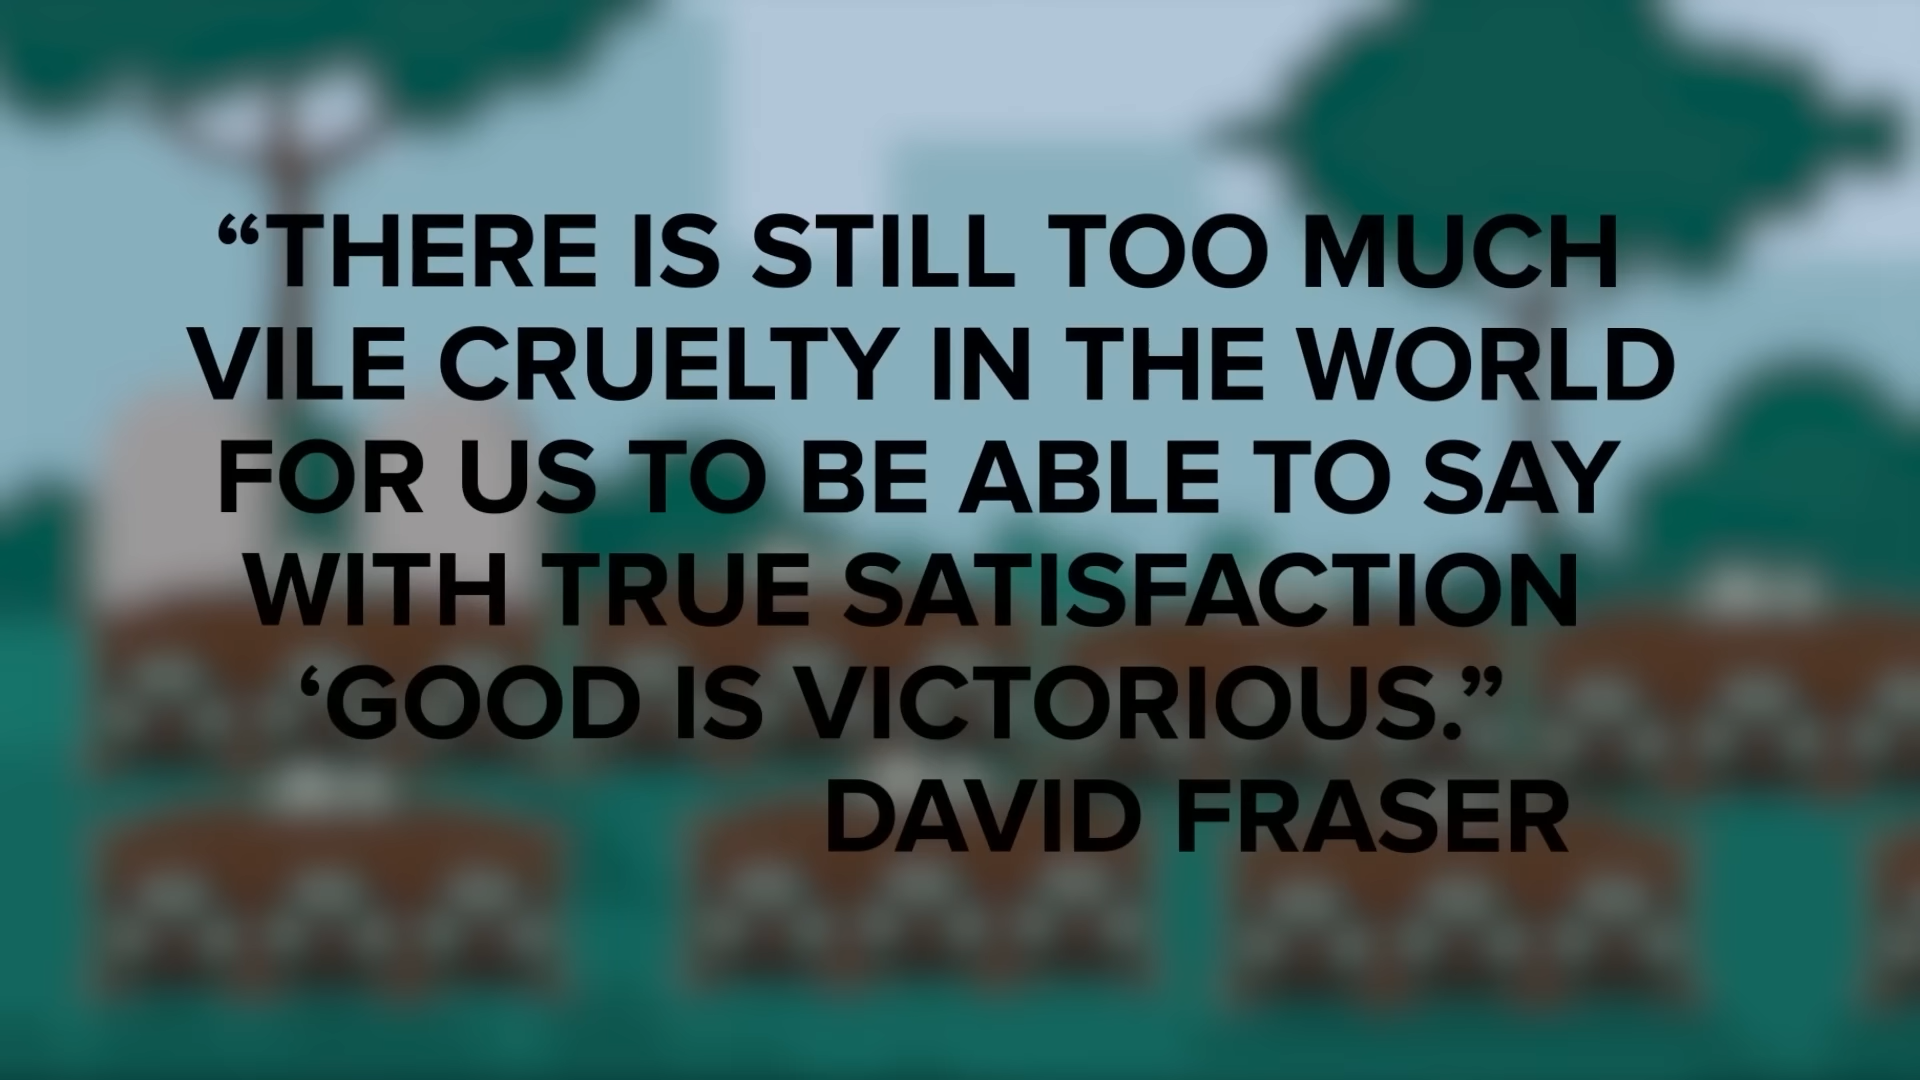 “THERE IS STILL TOO MUCH
VILE CRUELTY IN THE WORLD
FOR US TO BE ABLE TO SAY
WITH TRUE SATISFACTION
‘GOOD IS VICTORIOUS.”
DAVID FRASER